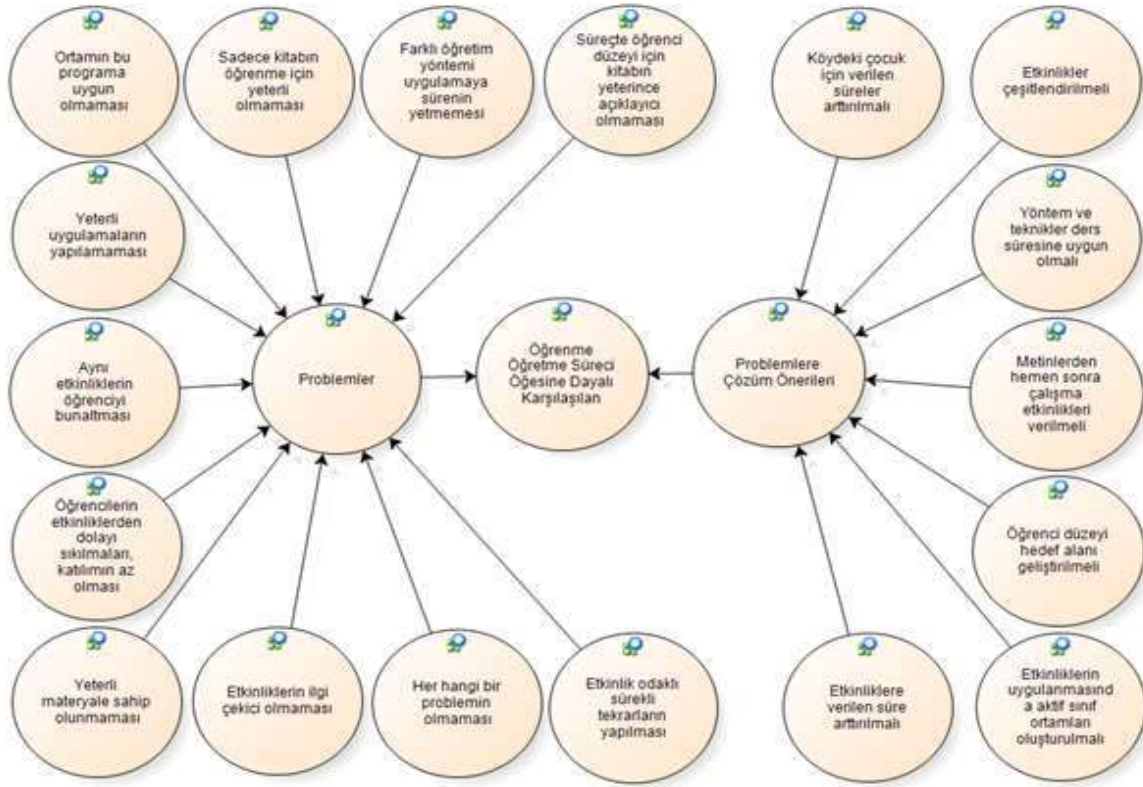 Ortamın bu
programa
uygun
olmaması
Sadece kitabın
öğrenme için
yeterli
olmaması
Farklı öğretim
yöntemi
uygulamaya
sürenin
yetmemesi
Süreçte öğrenci
düzeyi için
kitabın
yeterince
açıklayıcı
olmaması
Köydeki çocuk
için verilen
süreler
arttırılmalı
Etkinlikler
çeşitlendirilmeli
Yeterli
uygulamaların
yapılamaması
Yöntem ve
teknikler ders
süresine uygun
olmalı
Aynı
etkinliklerin
öğrenciyi
bunaltması
Problemler
Öğrenme
Öğretme Süreci
Öğesine Dayalı
Karşılaşılan
Problemlere
Çözüm Önerileri
Metinlerden
hemen sonra
çalışma
etkinlikleri
verilmeli
Öğrencilerin
etkinliklerden
dolayı
sıkılmaları,
katılımın az
olması
Öğrenci düzeyi
hedef alanı
geliştirilmeli
Yeterli
materyale sahip
olunmaması
Etkinliklerin ilgi
çekici olmaması
Her hangi bir
problemin
olmaması
Etkinlik odaklı
sürekli
tekrarların
yapılması
Etkinliklere
verilen süre
arttırılmalı
Etkinliklerin
uygulanmasınd
a aktif sınıf
ortamları
oluşturulmalı